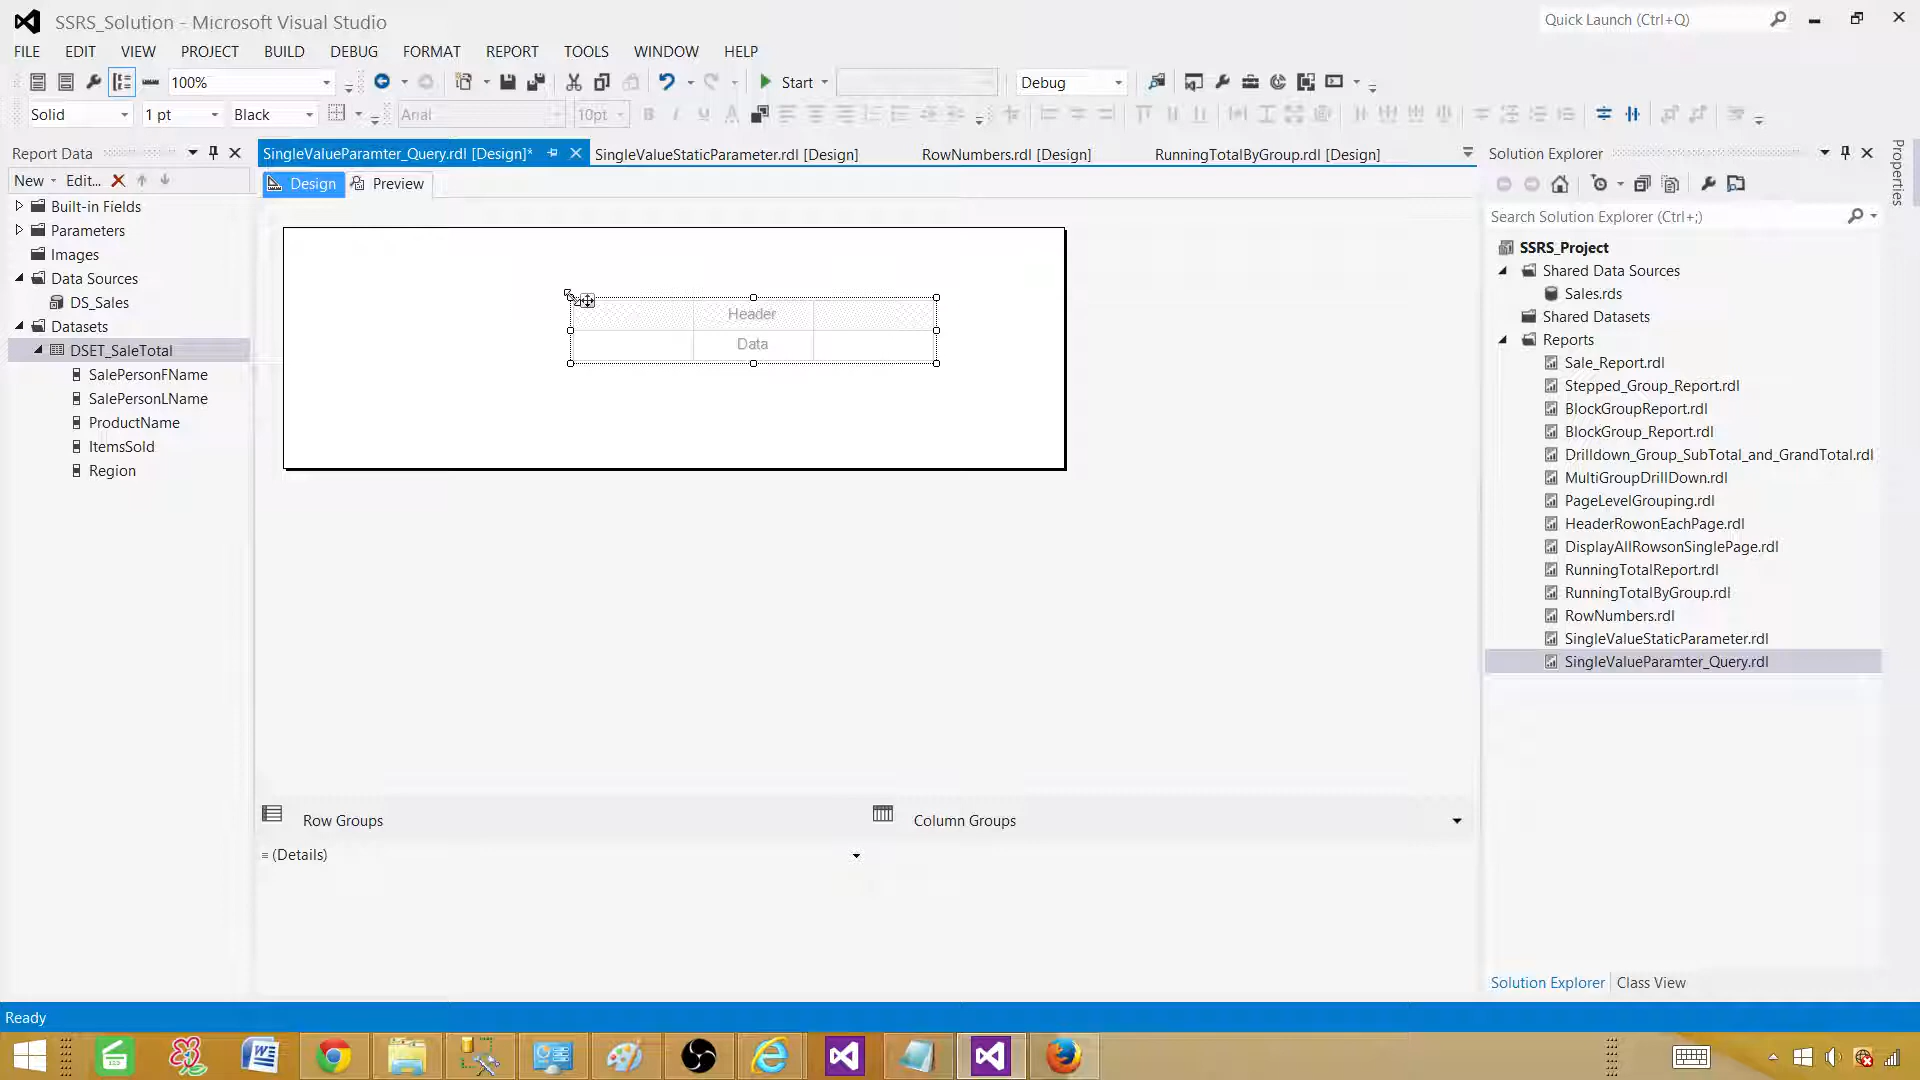 SSRS_Solution - Microsoft Visual Studio
Quick Launch (Ctrl+Q)
FILE EDIT VIEW PROJECT BUILD DEBUG FORMAT REPORT TOOLS WINDOW HELP
100% Start Debug
Solid 1 pt Black Arial 10pt B I U A
Report Data
SingleValueParamter_Query.rdl [Design]* SingleValueStaticParameter.rdl [Design] RowNumbers.rdl [Design] RunningTotalByGroup.rdl [Design]
Solution Explorer
Properties
New Edit...
Design Preview
Built-in Fields
Parameters
Images
Data Sources
DS_Sales
Datasets
DSET_SaleTotal
SalePersonFName
SalePersonLName
ProductName
ItemsSold
Region
Header
Data
Row Groups
Column Groups
(Details)
Search Solution Explorer (Ctrl+;)
SSRS_Project
Shared Data Sources
Sales.rds
Shared Datasets
Reports
Sale_Report.rdl
Stepped_Group_Report.rdl
BlockGroupReport.rdl
BlockGroup_Report.rdl
Drilldown_Group_SubTotal_and_GrandTotal.rdl
MultiGroupDrillDown.rdl
PageLevelGrouping.rdl
HeaderRowonEachPage.rdl
DisplayAllRowsonSinglePage.rdl
RunningTotalReport.rdl
RunningTotalByGroup.rdl
RowNumbers.rdl
SingleValueStaticParameter.rdl
SingleValueParamter_Query.rdl
Solution Explorer Class View
Ready